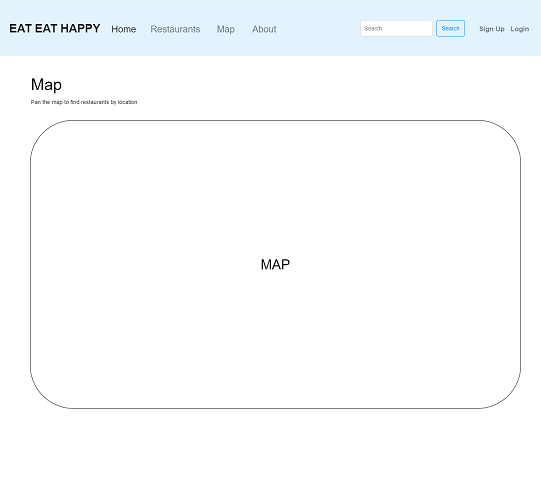 EAT EAT HAPPY Home Restaurants Map About Search Search Sign Up Login
Map
Pan the map to find restaurants by location
MAP